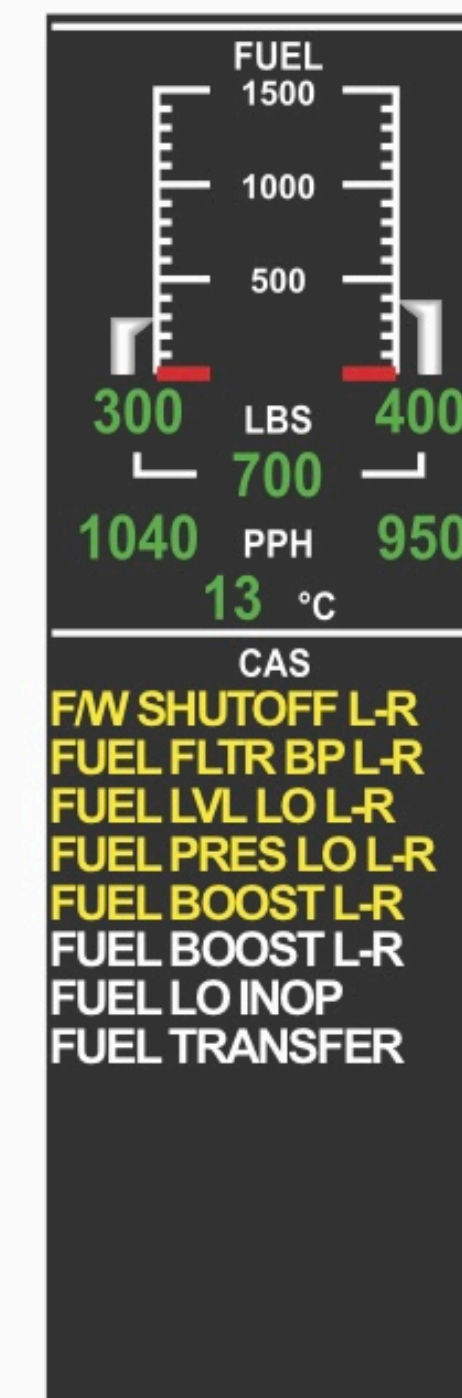 FUEL
1500
1000
500
300 LBS 400
700
1040 PPH 950
13 °C
CAS
F/W SHUTOFF L-R
FUEL FLTR BP L-R
FUEL LVL LO L-R
FUEL PRES LO L-R
FUEL BOOST L-R
FUEL BOOST L-R
FUEL LO INOP
FUEL TRANSFER